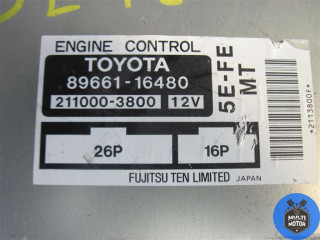 ENGINE CONTROL
TOYOTA
89661-16480
211000-3800 12V
5E-FE
MT
*2113800F*
26P
16P
FUJITSU TEN LIMITED JAPAN
MULTI
MOTOR